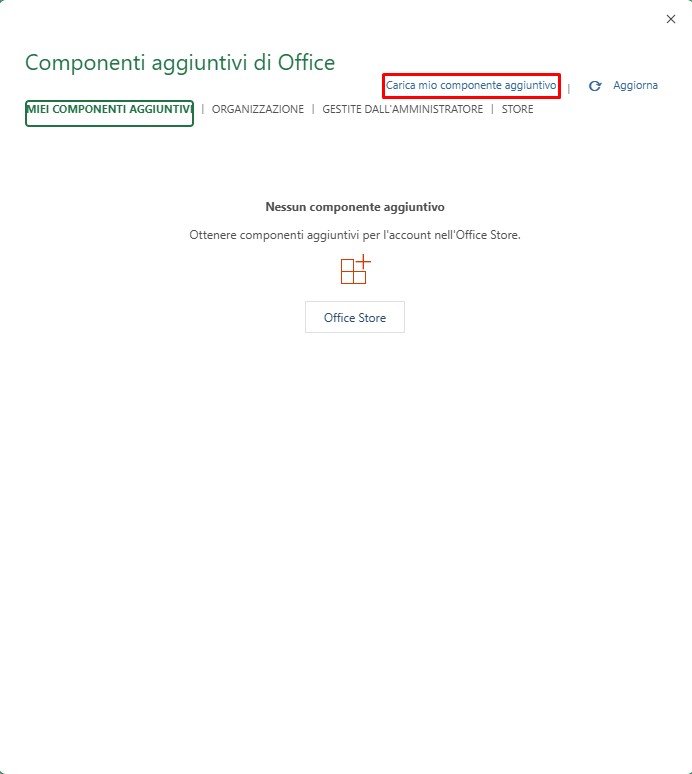 Componenti aggiuntivi di Office
Carica mio componente aggiuntivo | Aggiorna
MIEI COMPONENTI AGGIUNTIVI | ORGANIZZAZIONE | GESTITE DALL'AMMINISTRATORE | STORE
Nessun componente aggiuntivo
Ottenere componenti aggiuntivi per l'account nell'Office Store.
Office Store